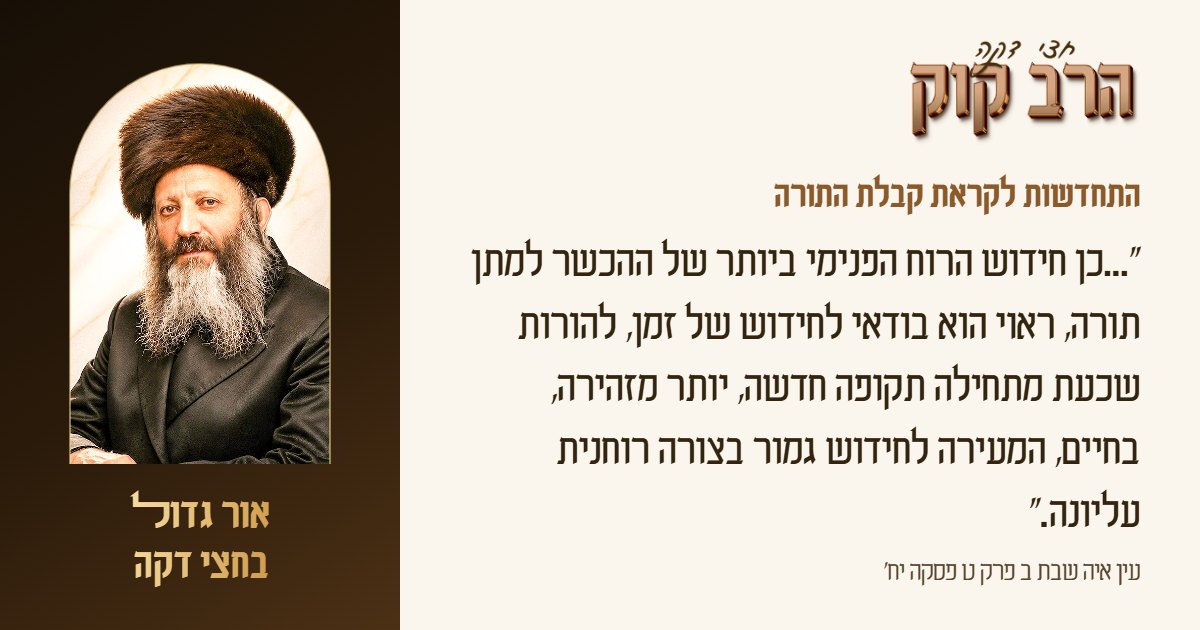 חצי דקה
הרב קוק
התחדשות לקראת קבלת התורה
"...כן חידוש הרוח הפנימי ביותר של ההכשר למתן
תורה, ראוי הוא בודאי לחידוש של זמן, להורות
שכעת מתחילה תקופה חדשה, יותר מזהירה,
בחיים, המעירה לחידוש גמור בצורה רוחנית
עליונה."
עין איה שבת ב פרק ט פסקה יח'
אור גדול
בחצי דקה